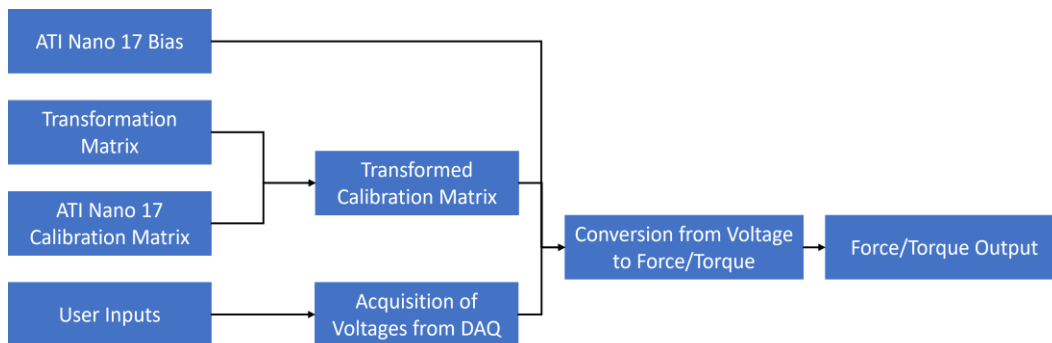 ATI Nano 17 Bias
Transformation
Matrix
ATI Nano 17
Calibration Matrix
User Inputs
Transformed
Calibration Matrix
Acquisition of
Voltages from DAQ
Conversion from Voltage
to Force/Torque
Force/Torque Output